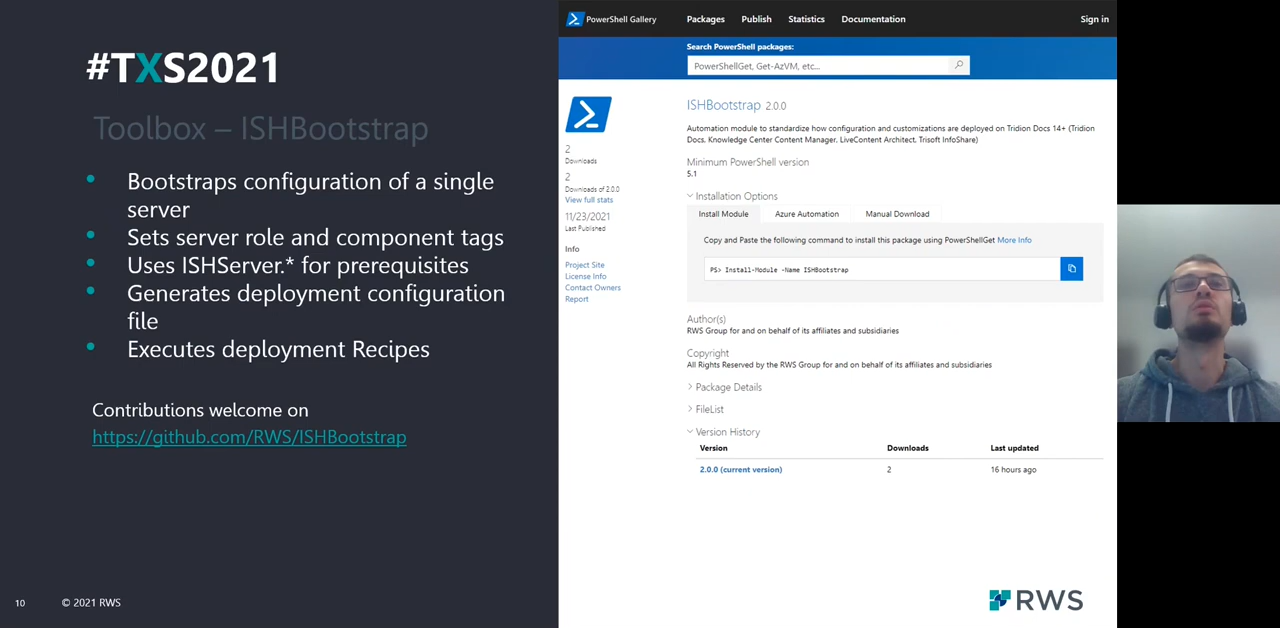 #TXS2021
Toolbox – ISHBootstrap
• Bootstraps configuration of a single
server
• Sets server role and component tags
• Uses ISHServer.* for prerequisites
• Generates deployment configuration
file
• Executes deployment Recipes
Contributions welcome on
https://github.com/RWS/ISHBootstrap
10
© 2021 RWS
PowerShell Gallery
Packages
Publish
Statistics
Documentation
Sign in
Search PowerShell packages:
PowerShellGet, Get-AzVM, etc...
2
Downloads
2
Downloads of 2.0.0
View full stats
11/23/2021
Last Published
Info
Project Site
License Info
Contact Owners
Report
ISHBootstrap 2.0.0
Automation module to standardize how configuration and customizations are deployed on Tridion Docs 14+ (Tridion
Docs, Knowledge Center Content Manager, LiveContent Architect, Trisoft InfoShare)
Minimum PowerShell version
5.1
Installation Options
Install Module
Azure Automation
Manual Download
Copy and Paste the following command to install this package using PowerShellGet More Info
PS> Install-Module -Name ISHBootstrap
Author(s)
RWS Group for and on behalf of its affiliates and subsidiaries
Copyright
All Rights Reserved by the RWS Group for and on behalf of its affiliates and subsidiaries
Package Details
FileList
Version History
Version Downloads Last updated
2.0.0 (current version) 2 16 hours ago
RWS